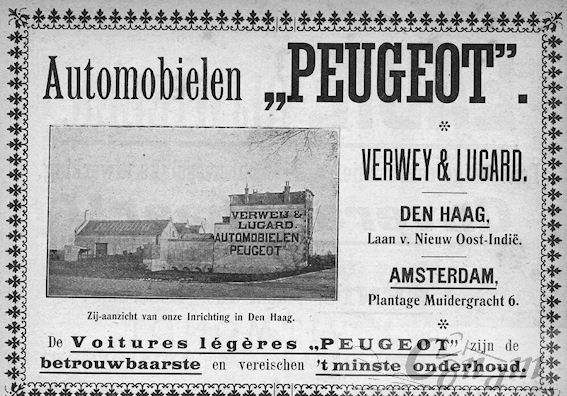 Automobielen „PEUGEOT”.
VERWEY & LUGARD.
DEN HAAG,
Laan v. Nieuw Oost-Indië.
AMSTERDAM,
Plantage Muidergracht 6.
VERWEIJ &
LUGARD.
AUTOMOBIELEN
PEUGEOT
Zij-aanzicht van onze Inrichting in Den Haag.
De Voitures légères „PEUGEOT” zijn de
betrouwbaarste en vereischen 't minste onderhoud.